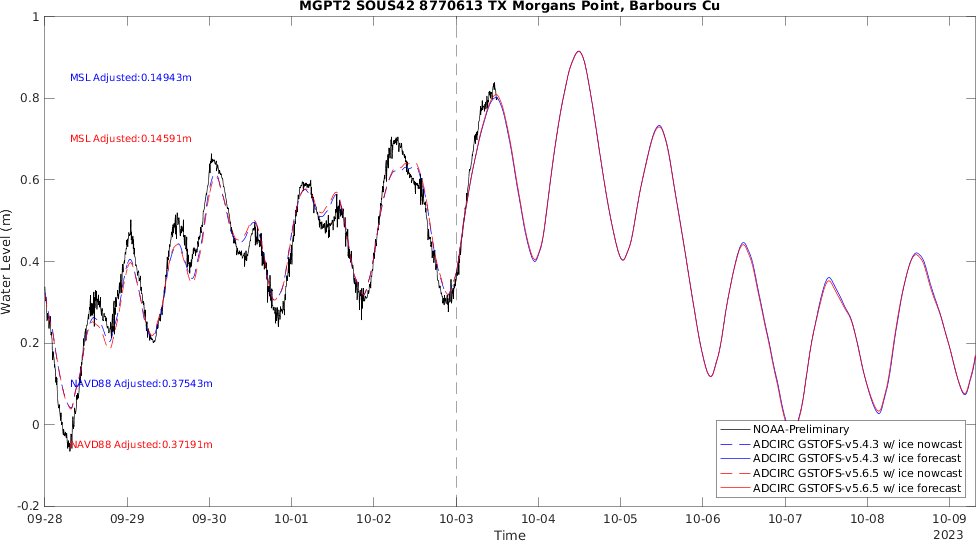 MGPT2 SOUS42 8770613 TX Morgans Point, Barbours Cu
Water Level (m)
1
0.8
0.6
0.4
0.2
0
-0.2
MSL Adjusted:0.14943m
MSL Adjusted:0.14591m
NAVD88 Adjusted:0.37543m
NAVD88 Adjusted:0.37191m
NOAA-Preliminary
ADCIRC GSTOFS-v5.4.3 w/ ice nowcast
ADCIRC GSTOFS-v5.4.3 w/ ice forecast
ADCIRC GSTOFS-v5.6.5 w/ ice nowcast
ADCIRC GSTOFS-v5.6.5 w/ ice forecast
09-28 09-29 09-30 10-01 10-02 10-03 10-04 10-05 10-06 10-07 10-08 10-09
2023
Time